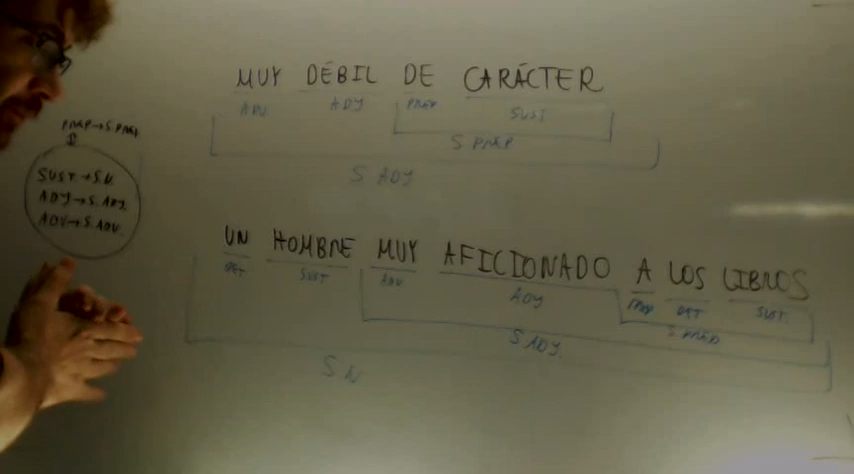 MUY DÉBIL DE CARÁCTER
ADV ADJ PREP SUST
S PREP
S ADJ
PREP→S.PREP
SUST→S.N.
ADJ→S.ADJ.
ADV→S.ADV.
UN HOMBRE MUY AFICIONADO A LOS LIBROS
DET SUST ADV ADJ PREP DET SUST.
S PREP
S ADJ.
S N